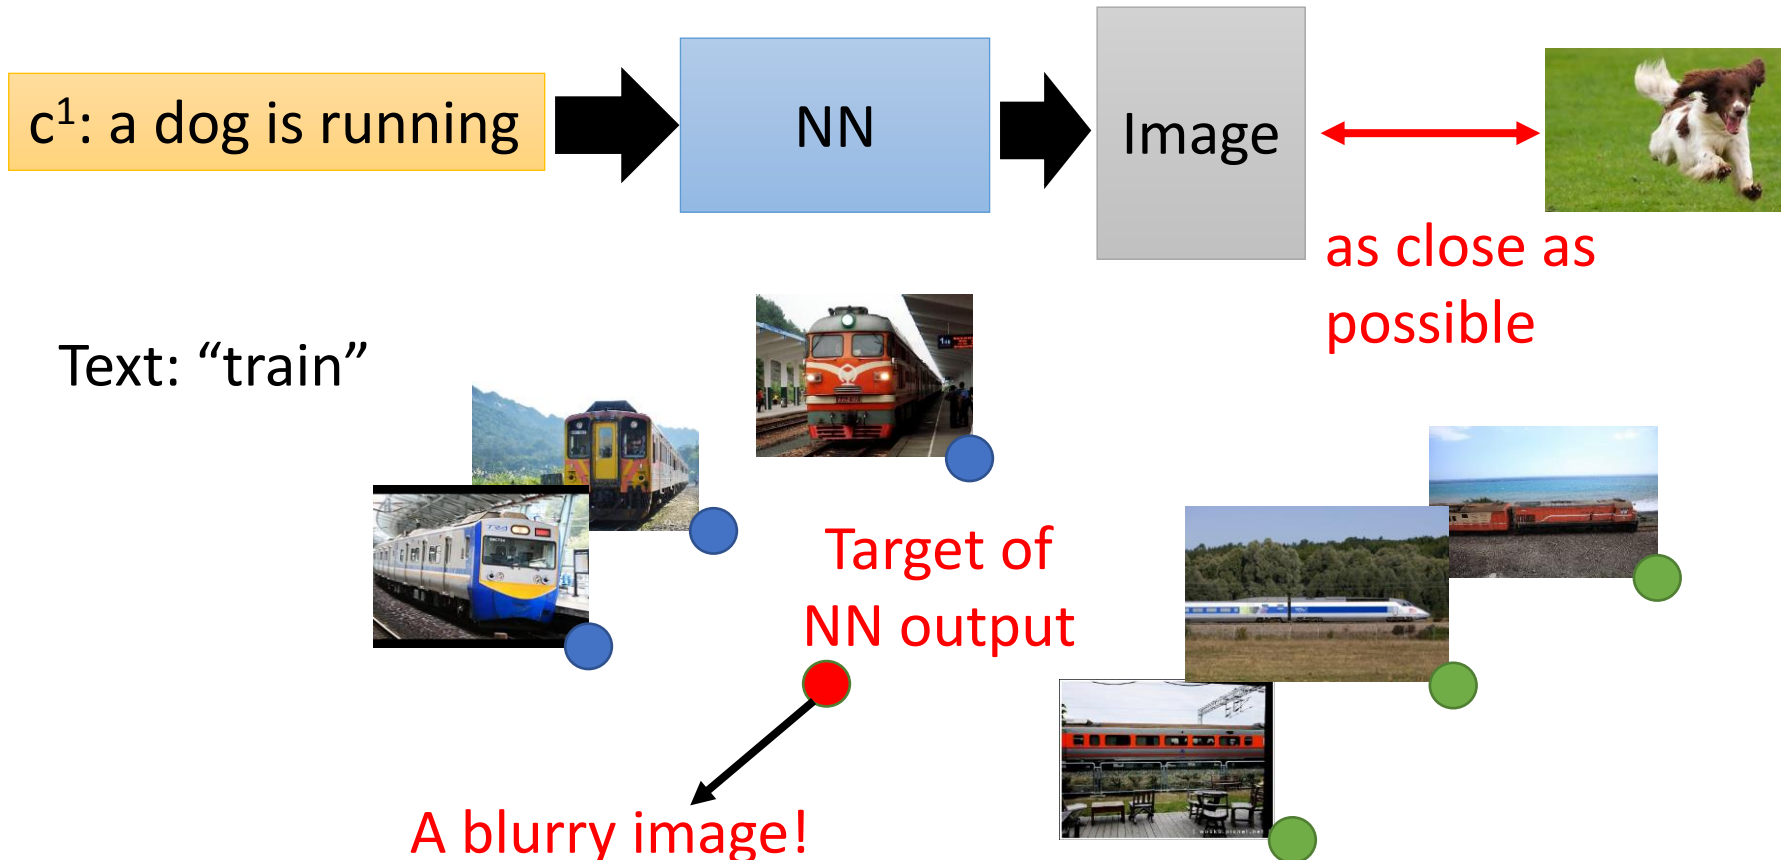 c¹: a dog is running
NN
Image
as close as
possible
Text: “train”
Target of
NN output
A blurry image!